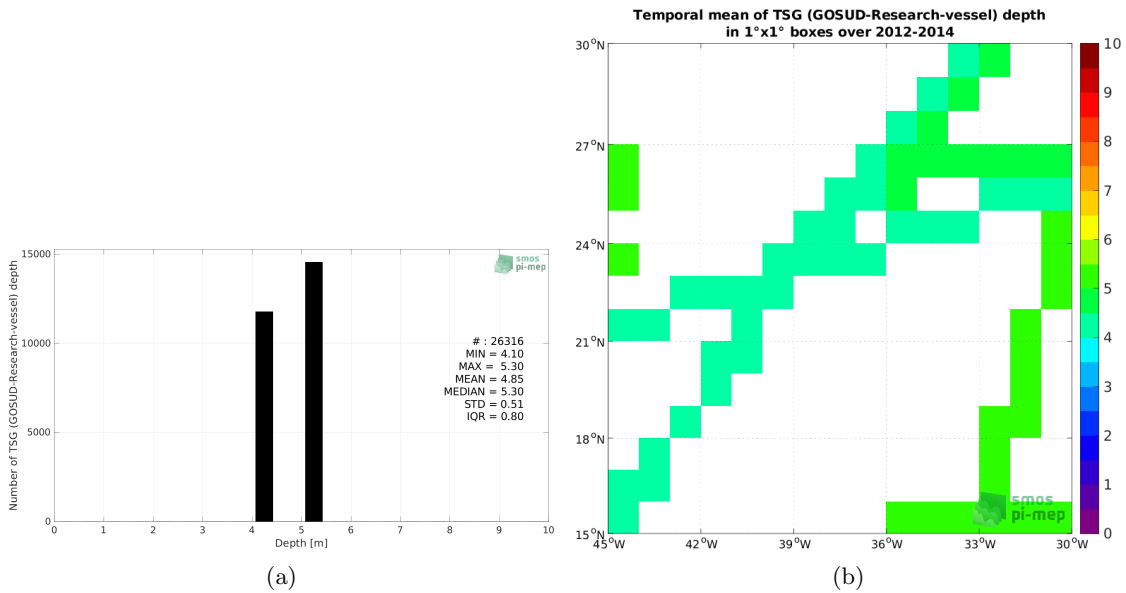 Temporal mean of TSG (GOSUD-Research-vessel) depth
in 1°x1° boxes over 2012-2014
Number of TSG (GOSUD-Research-vessel) depth
15000
10000
5000
0
0 1 2 3 4 5 6 7 8 9 10
Depth [m]
smos
pi-mep
# : 26316
MIN = 4.10
MAX = 5.30
MEAN = 4.85
MEDIAN = 5.30
STD = 0.51
IQR = 0.80
(a)
30°N
27°N
24°N
21°N
18°N
15°N
45°W 42°W 39°W 36°W 33°W 30°W
smos
pi-mep
10
9
8
7
6
5
4
3
2
1
0
(b)